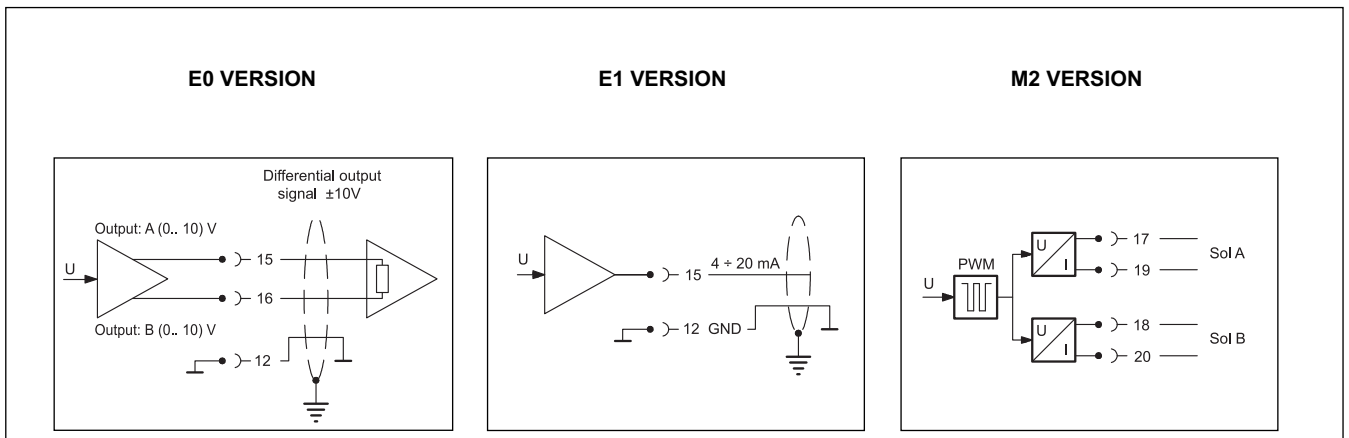 E0 VERSION
E1 VERSION
M2 VERSION
Differential output
signal ±10V
Output: A (0.. 10) V
U
15
16
Output: B (0.. 10) V
12
U
15 4 ÷ 20 mA
12 GND
U
PWM
U
I
17
19
Sol A
U
I
18
20
Sol B